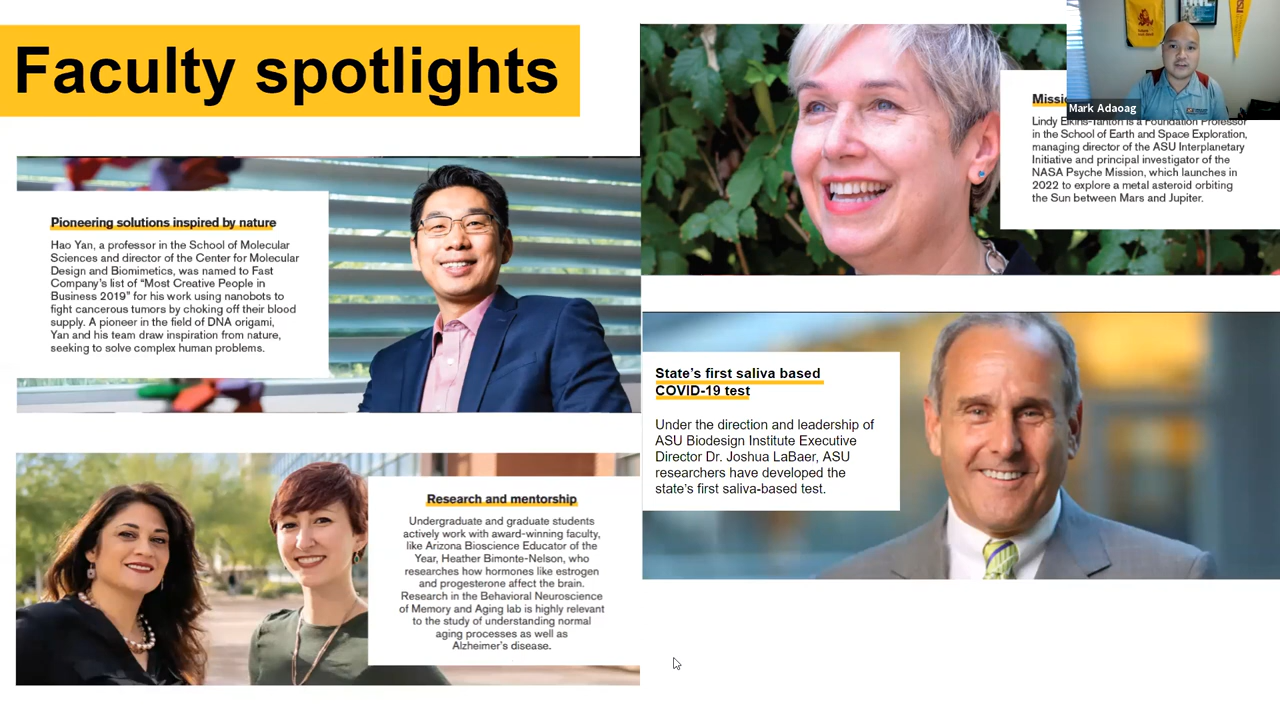 Faculty spotlights
Pioneering solutions inspired by nature
Hao Yan, a professor in the School of Molecular
Sciences and director of the Center for Molecular
Design and Biomimetics, was named to Fast
Company's list of “Most Creative People in
Business 2019” for his work using nanobots to
fight cancerous tumors by choking off their blood
supply. A pioneer in the field of DNA origami,
Yan and his team draw inspiration from nature,
seeking to solve complex human problems.
Research and mentorship
Undergraduate and graduate students
actively work with award-winning faculty,
like Arizona Bioscience Educator of the
Year, Heather Bimonte-Nelson, who
researches how hormones like estrogen
and progesterone affect the brain.
Research in the Behavioral Neuroscience
of Memory and Aging lab is highly relevant
to the study of understanding normal
aging processes as well as
Alzheimer's disease.
Mark Adaoag
Lindy Elkins-Tanton is a Foundation Professor
in the School of Earth and Space Exploration,
managing director of the ASU Interplanetary
Initiative and principal investigator of the
NASA Psyche Mission, which launches in
2022 to explore a metal asteroid orbiting
the Sun between Mars and Jupiter.
State's first saliva based
COVID-19 test
Under the direction and leadership of
ASU Biodesign Institute Executive
Director Dr. Joshua LaBaer, ASU
researchers have developed the
state's first saliva-based test.